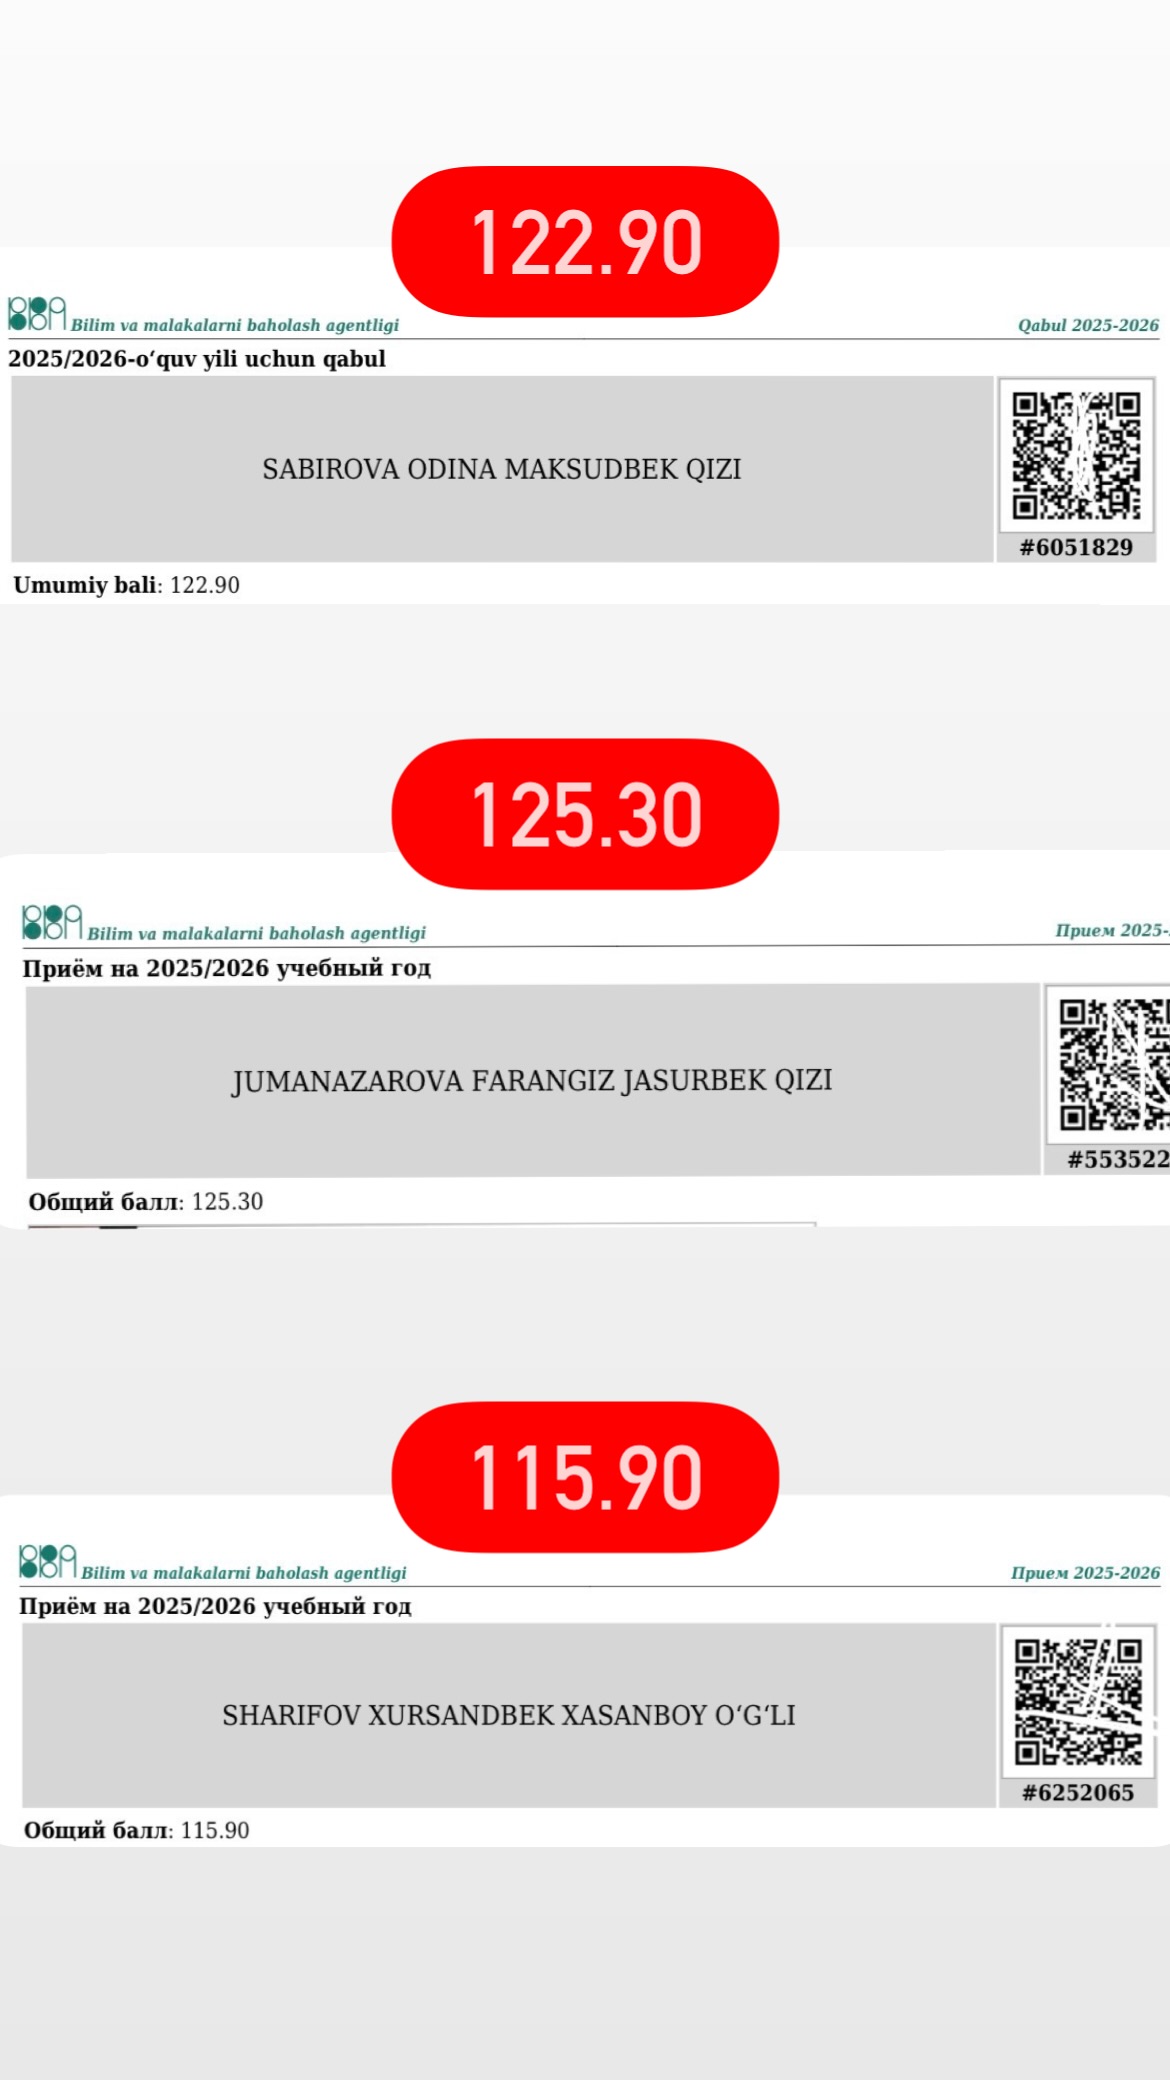 122.90
BBA Bilim va malakalarni baholash agentligi
Qabul 2025-2026
2025/2026-o‘quv yili uchun qabul
SABIROVA ODINA MAKSUDBEK QIZI
#6051829
Umumiy bali: 122.90
125.30
BBA Bilim va malakalarni baholash agentligi
Прием 2025-
Приём на 2025/2026 учебный год
JUMANAZAROVA FARANGIZ JASURBEK QIZI
#553522
Общий балл: 125.30
115.90
BBA Bilim va malakalarni baholash agentligi
Прием 2025-2026
Приём на 2025/2026 учебный год
SHARIFOV XURSANDBEK XASANBOY O‘G‘LI
#6252065
Общий балл: 115.90